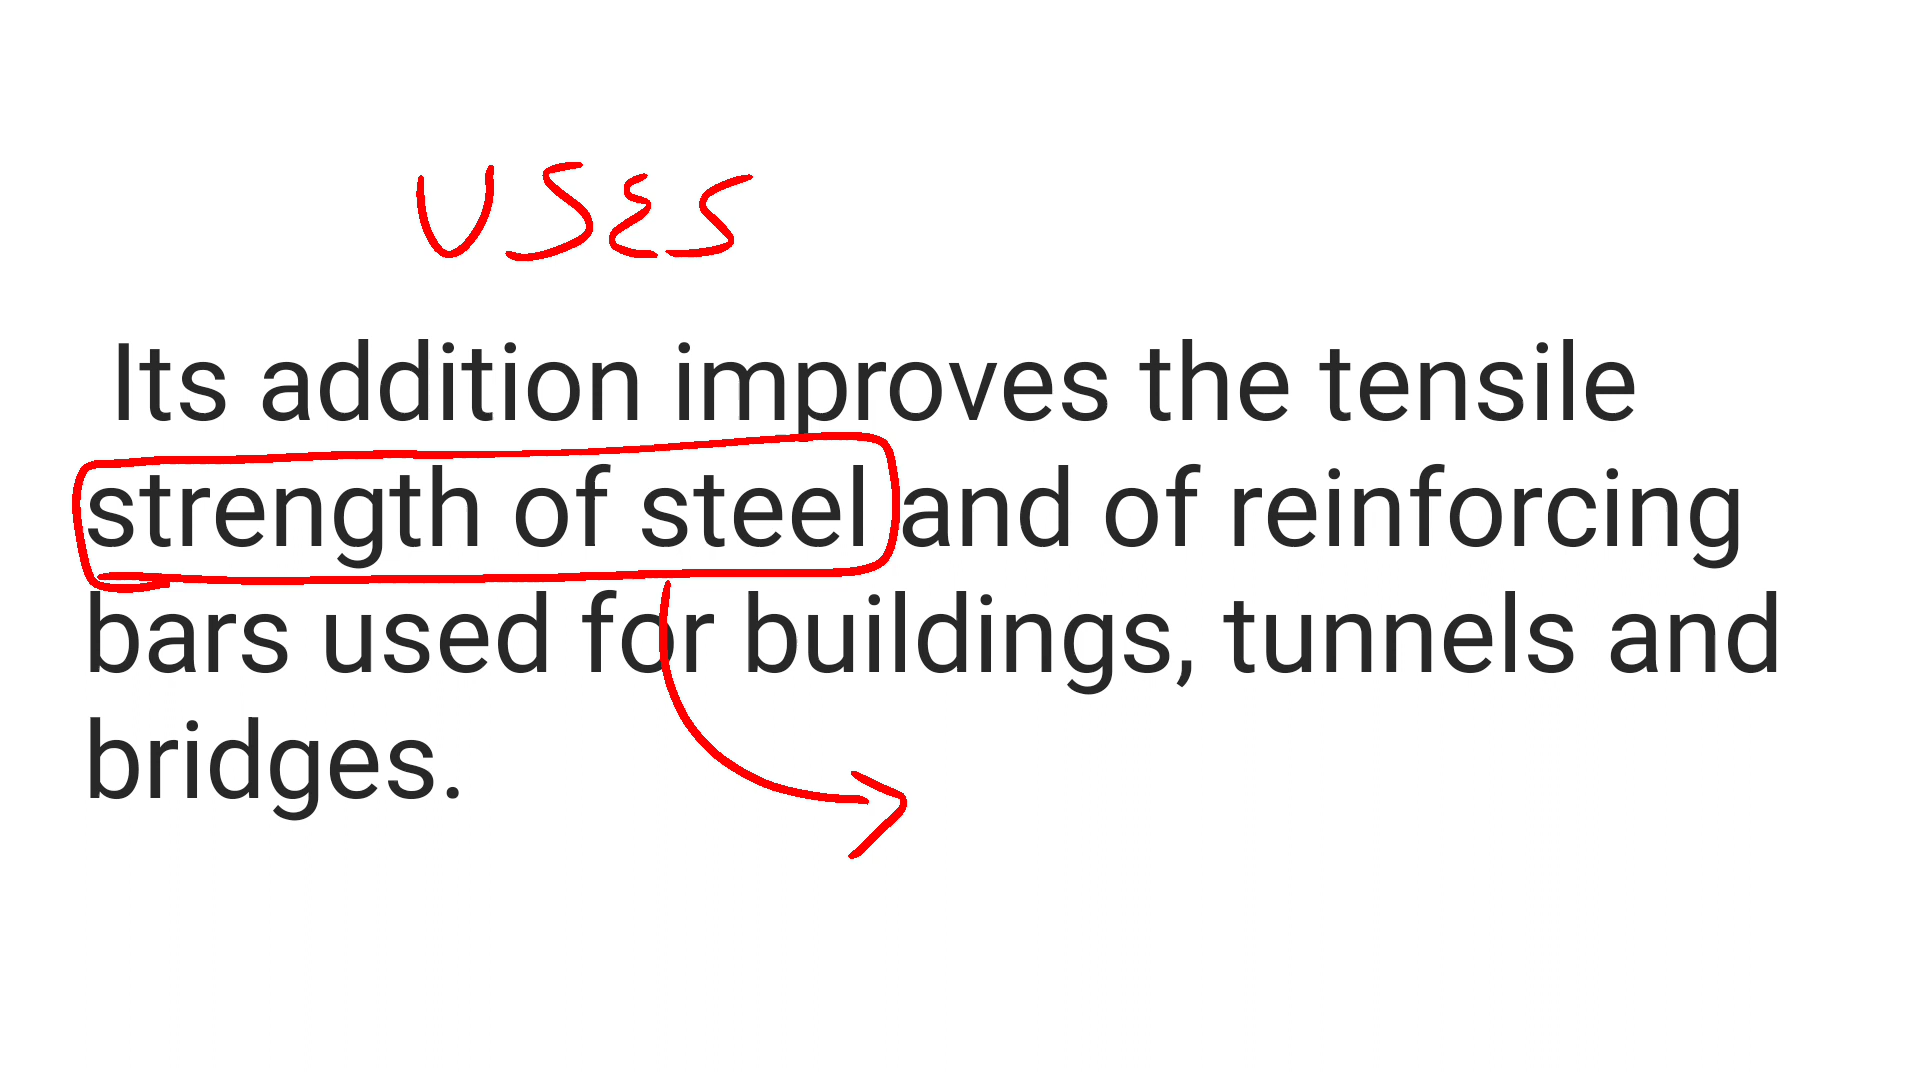 USES
Its addition improves the tensile
strength of steel and of reinforcing
bars used for buildings, tunnels and
bridges.